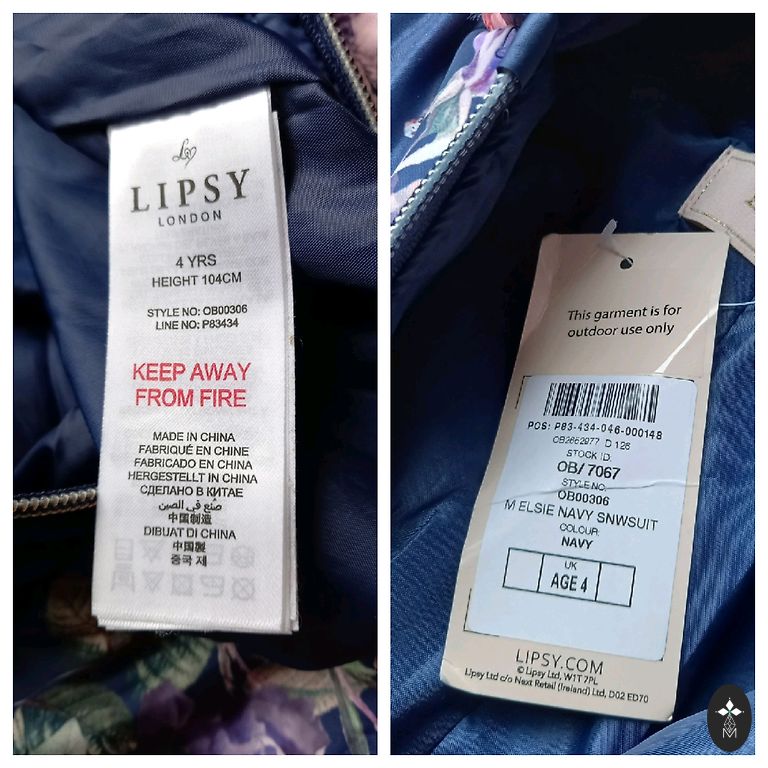 LIPSY
LONDON
4 YRS
HEIGHT 104CM
STYLE NO: OB00306
LINE NO: P83434
KEEP AWAY
FROM FIRE
MADE IN CHINA
FABRIQUÉ EN CHINE
FABRICADO EN CHINA
HERGESTELLT IN CHINA
СДЕЛАНО В КИТАЕ
صنع في الصين
中国制造
DIBUAT DI CHINA
中国製
중국 제
This garment is for
outdoor use only
POS: P83-434-046-000148
OB2662977 D 126
STOCK ID.
OB/ 7067
STYLE NO.
OB00306
M ELSIE NAVY SNWSUIT
COLOUR:
NAVY
UK
AGE 4
LIPSY.COM
© Lipsy Ltd, W1T 7PL
Lipsy Ltd c/o Next Retail (Ireland) Ltd, D02 ED70
M